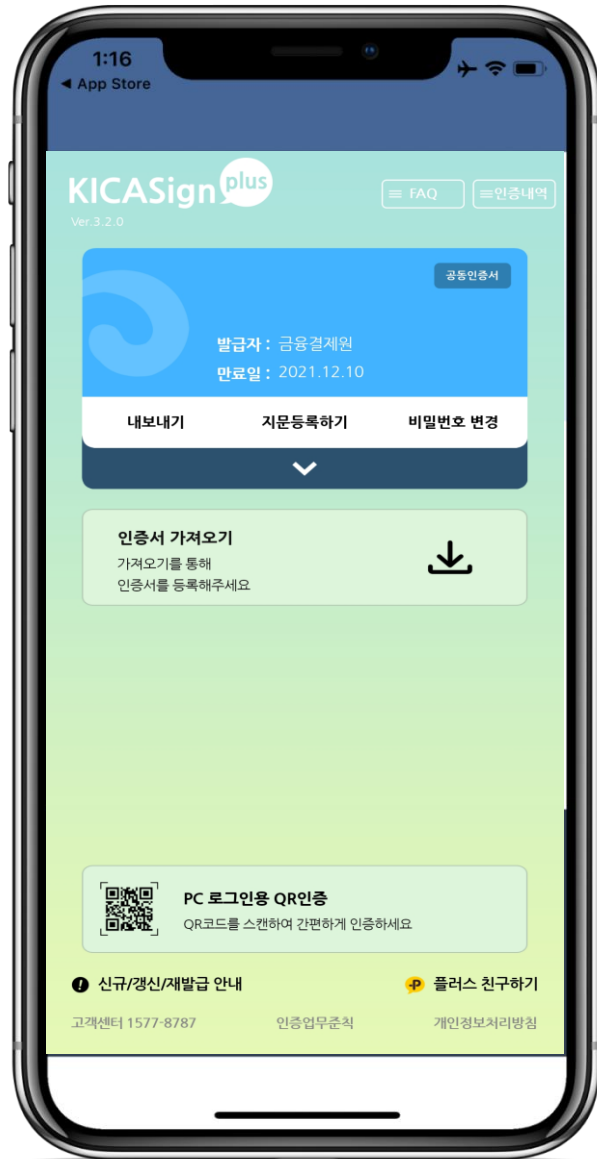 1:16
◀ App Store
KICASign plus
Ver.3.2.0
≡ FAQ
≡인증내역
공동인증서
발급자 : 금융결제원
만료일 : 2021.12.10
내보내기
지문등록하기
비밀번호 변경
인증서 가져오기
가져오기를 통해
인증서를 등록해주세요
PC 로그인용 QR인증
QR코드를 스캔하여 간편하게 인증하세요
신규/갱신/재발급 안내
플러스 친구하기
고객센터 1577-8787
인증업무준칙
개인정보처리방침